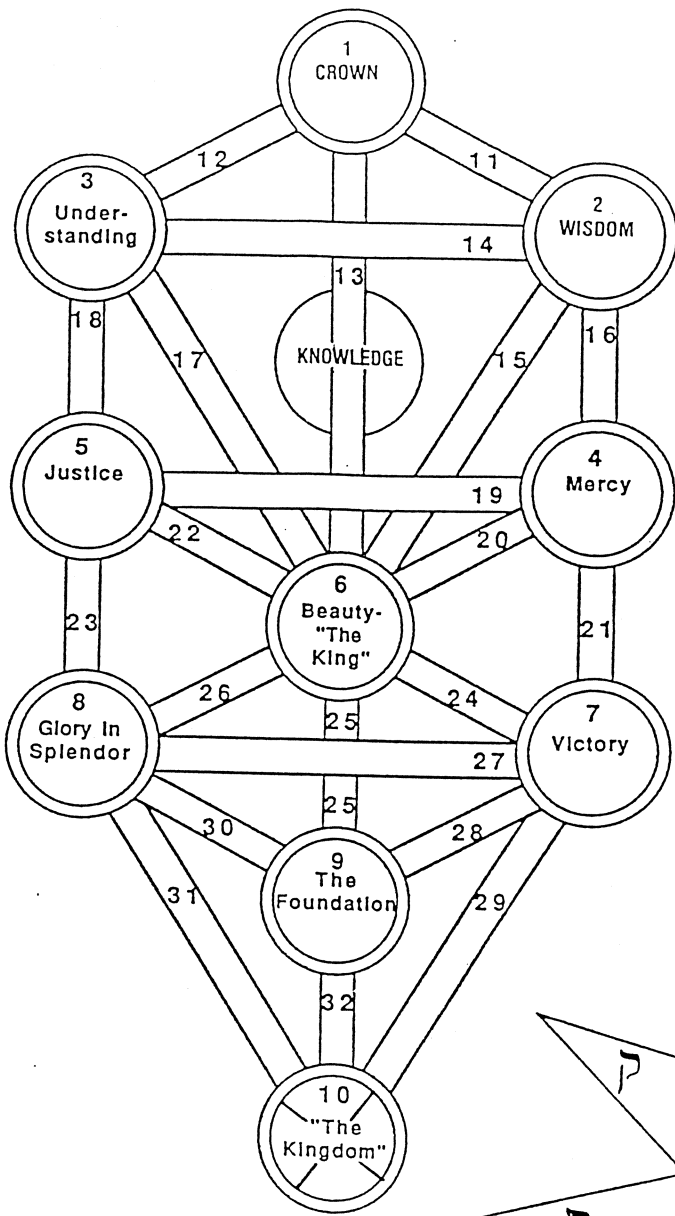 1
CROWN
12
11
3
Under-
standing
2
WISDOM
14
13
18
16
17
KNOWLEDGE
15
5
Justice
4
Mercy
19
22
20
6
Beauty-
"The
King"
23
21
26
24
8
Glory In
Splendor
25
7
Victory
27
25
30
28
9
The
Foundation
31
29
32
10
"The
Kingdom"
ק